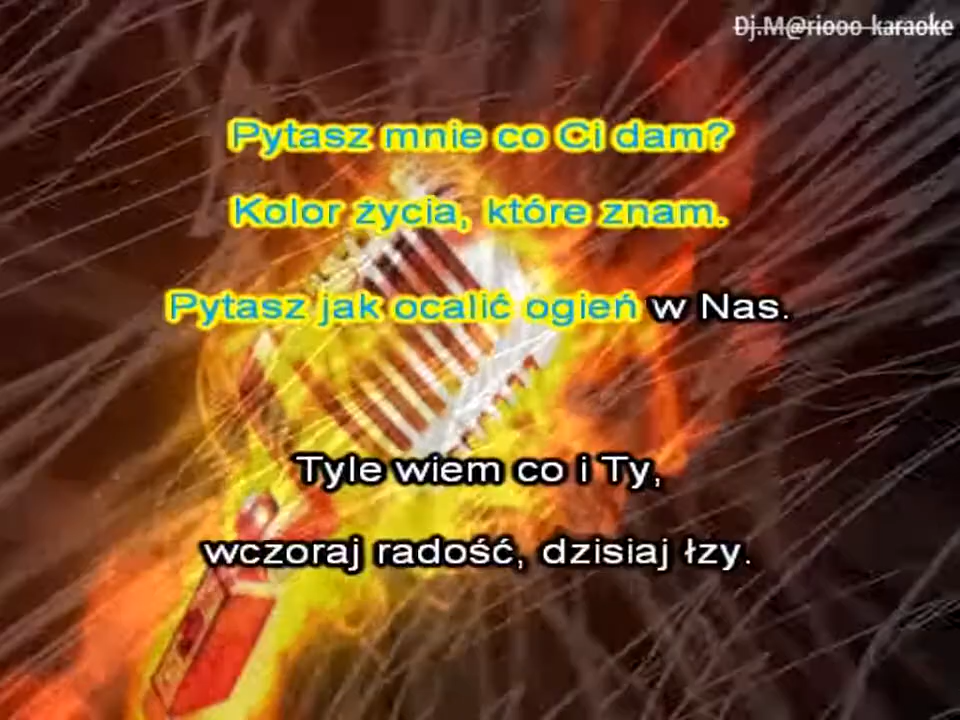 Dj.M@riooo karaoke
Pytasz mnie co Ci dam?
Kolor życia, które znam.
Pytasz jak ocalić ogień w Nas.
Tyle wiem co i Ty,
wczoraj radość, dzisiaj łzy.